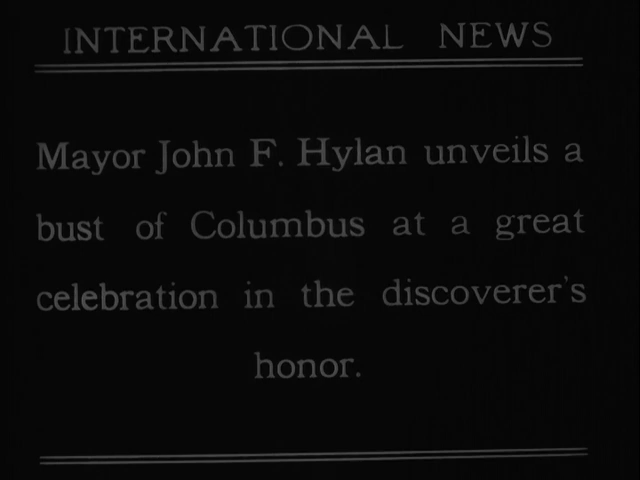 INTERNATIONAL NEWS
Mayor John F. Hylan unveils a
bust of Columbus at a great
celebration in the discoverer's
honor.